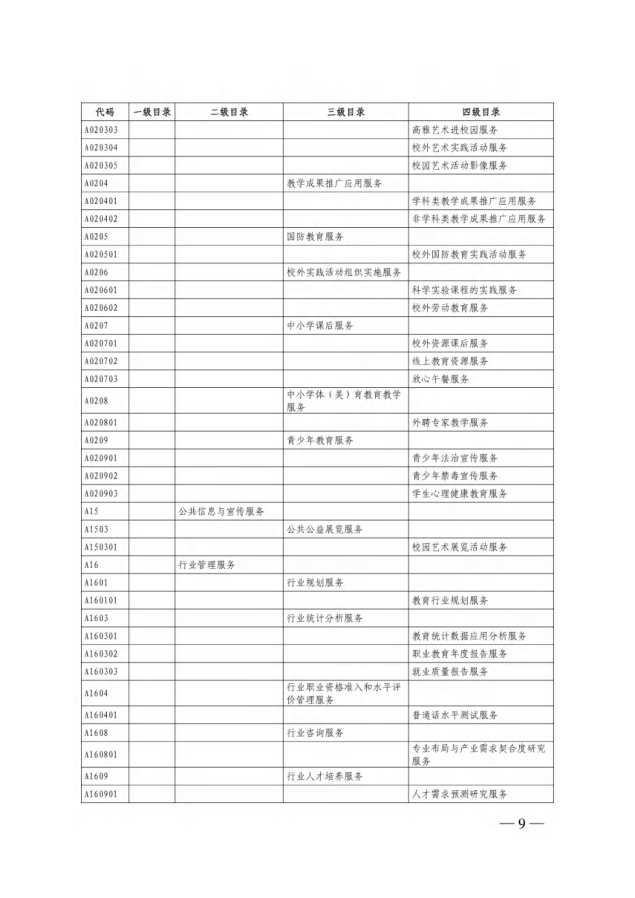 代码 一级目录 二级目录 三级目录 四级目录
A020303 高雅艺术进校园服务
A020304 校外艺术实践活动服务
A020305 校园艺术活动影像服务
A0204 教学成果推广应用服务
A020401 学科类教学成果推广应用服务
A020402 非学科类教学成果推广应用服务
A0205 国防教育服务
A020501 校外国防教育实践活动服务
A0206 校外实践活动组织实施服务
A020601 科学实验课程的实践服务
A020602 校外劳动教育服务
A0207 中小学课后服务
A020701 校外资源课后服务
A020702 线上教育资源服务
A020703 放心午餐服务
A0208 中小学体（美）育教育教学
服务
A020801 外聘专家教学服务
A0209 青少年教育服务
A020901 青少年法治宣传服务
A020902 青少年禁毒宣传服务
A020903 学生心理健康教育服务
A15 公共信息与宣传服务
A1503 公共公益展览服务
A150301 校园艺术展览活动服务
A16 行业管理服务
A1601 行业规划服务
A160101 教育行业规划服务
A1603 行业统计分析服务
A160301 教育统计数据应用分析服务
A160302 职业教育年度报告服务
A160303 就业质量报告服务
A1604 行业职业资格准入和水平评
价管理服务
A160401 普通话水平测试服务
A1608 行业咨询服务
A160801 专业布局与产业需求契合度研究
服务
A1609 行业人才培养服务
A160901 人才需求预测研究服务
— 9 —